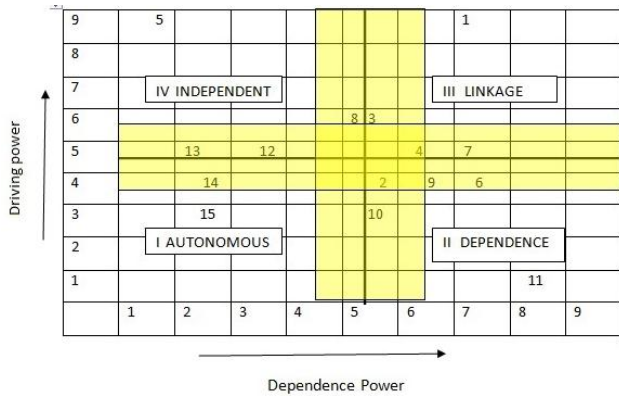 9 5 1
8
7 IV INDEPENDENT III LINKAGE
6 8 3
5 13 12 4 7
4 14 2 9 6
3 15 10
2 I AUTONOMOUS II DEPENDENCE
1 11
1 2 3 4 5 6 7 8 9
Driving power
Dependence Power